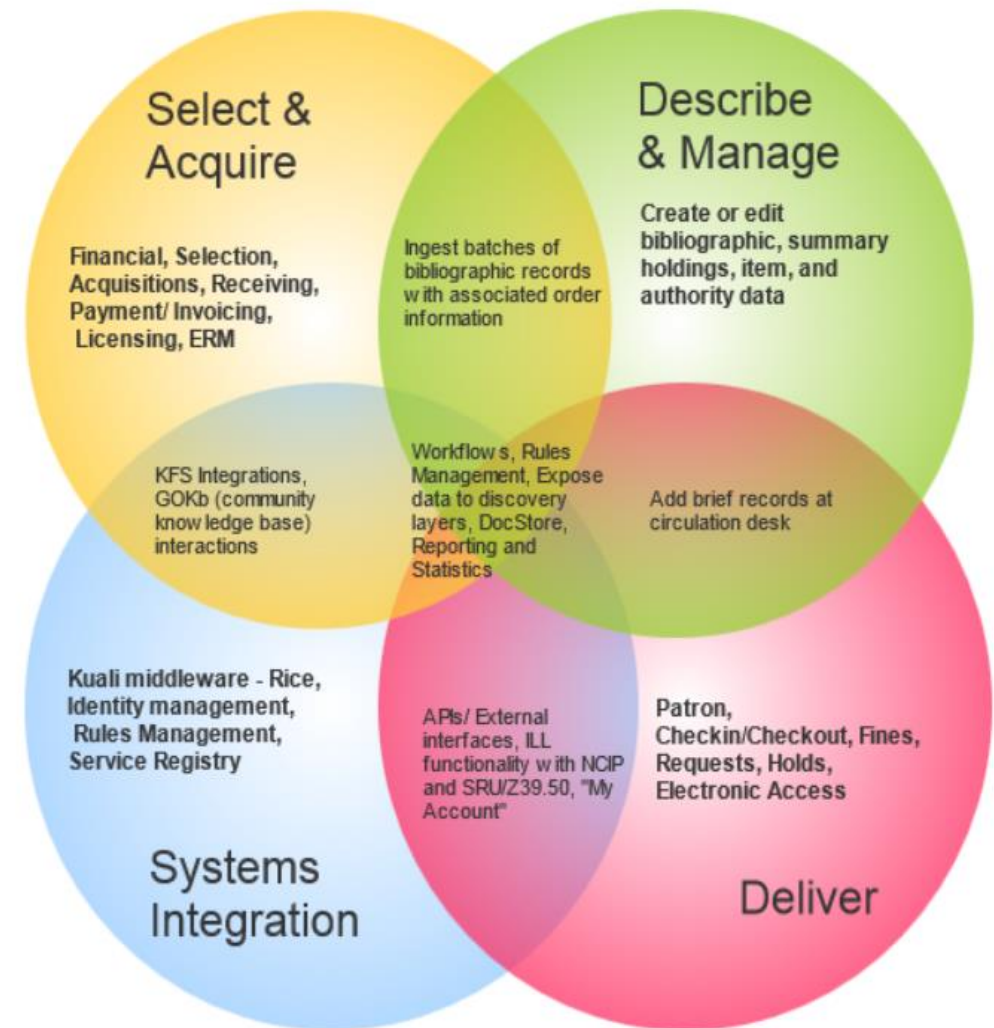 Select &
Acquire
Financial, Selection,
Acquisitions, Receiving,
Payment/ Invoicing,
Licensing, ERM
Ingest batches of
bibliographic records
with associated order
information
Describe
& Manage
Create or edit
bibliographic, summary
holdings, item, and
authority data
KFS Integrations,
GOKb (community
knowledge base)
interactions
Workflows, Rules
Management, Expose
data to discovery
layers, DocStore,
Reporting and
Statistics
Add brief records at
circulation desk
Kuali middleware - Rice,
Identity management,
Rules Management,
Service Registry
APIs/ External
interfaces, ILL
functionality with NCIP
and SRU/Z39.50, "My
Account"
Patron,
Checkin/Checkout, Fines,
Requests, Holds,
Electronic Access
Systems
Integration
Deliver